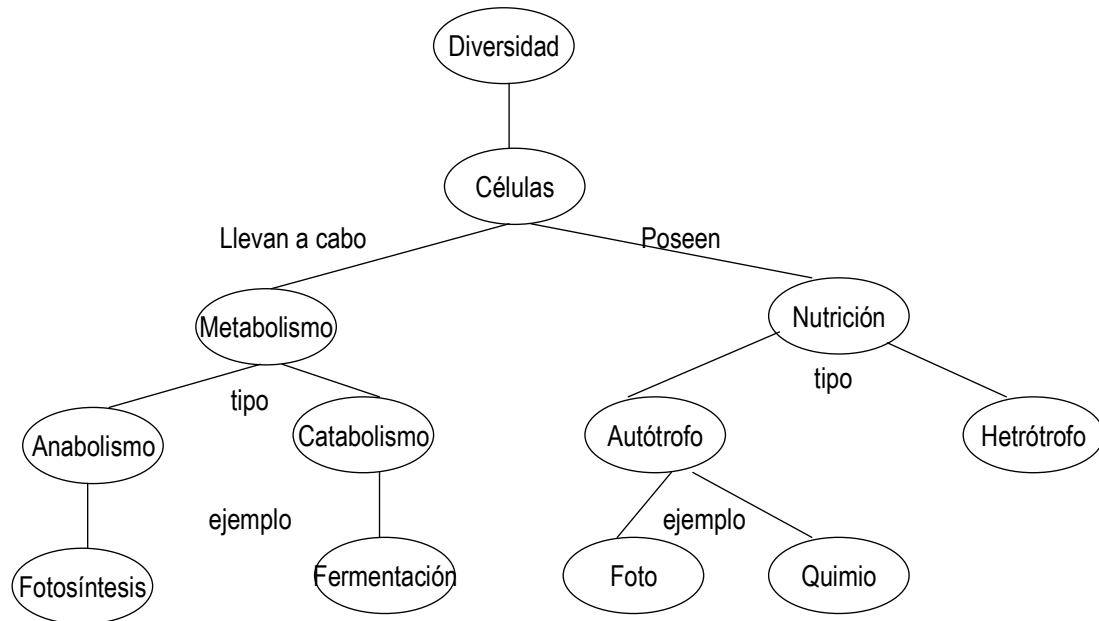 Diversidad
Células
Llevan a cabo
Poseen
Metabolismo
Nutrición
tipo
tipo
Anabolismo
Catabolismo
Autótrofo
Hetrótrofo
ejemplo
ejemplo
Fotosíntesis
Fermentación
Foto
Quimio